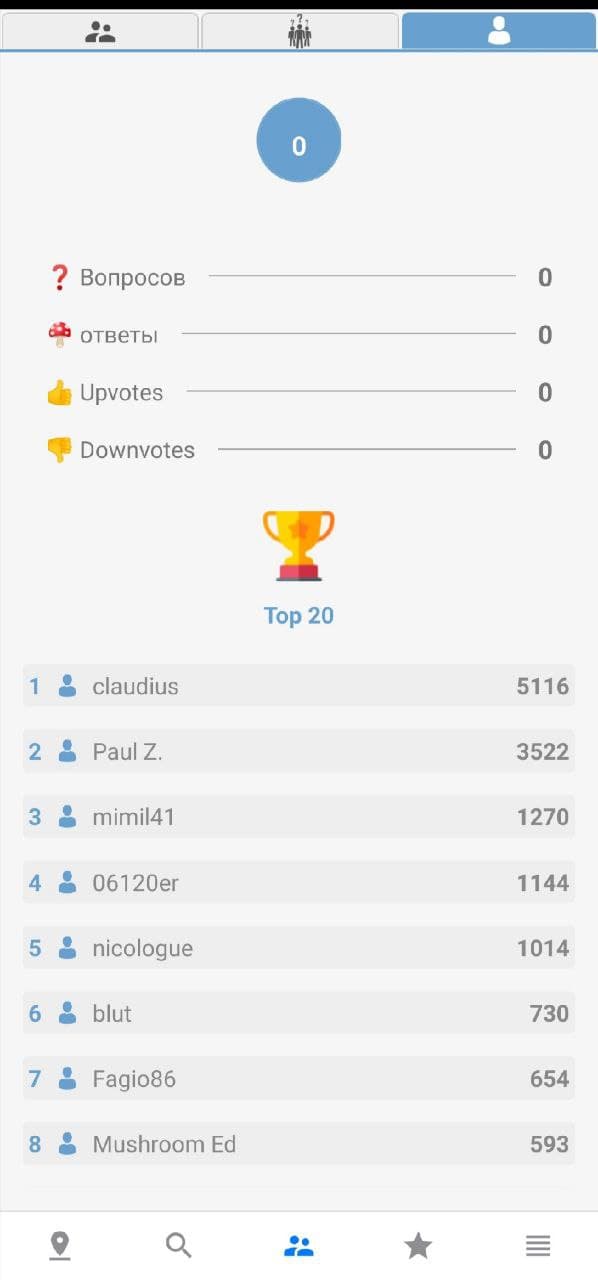 0
❓ Вопросов 0
🍄 ответы 0
👍 Upvotes 0
👎 Downvotes 0
Top 20
1 claudius 5116
2 Paul Z. 3522
3 mimil41 1270
4 06120er 1144
5 nicologue 1014
6 blut 730
7 Fagio86 654
8 Mushroom Ed 593